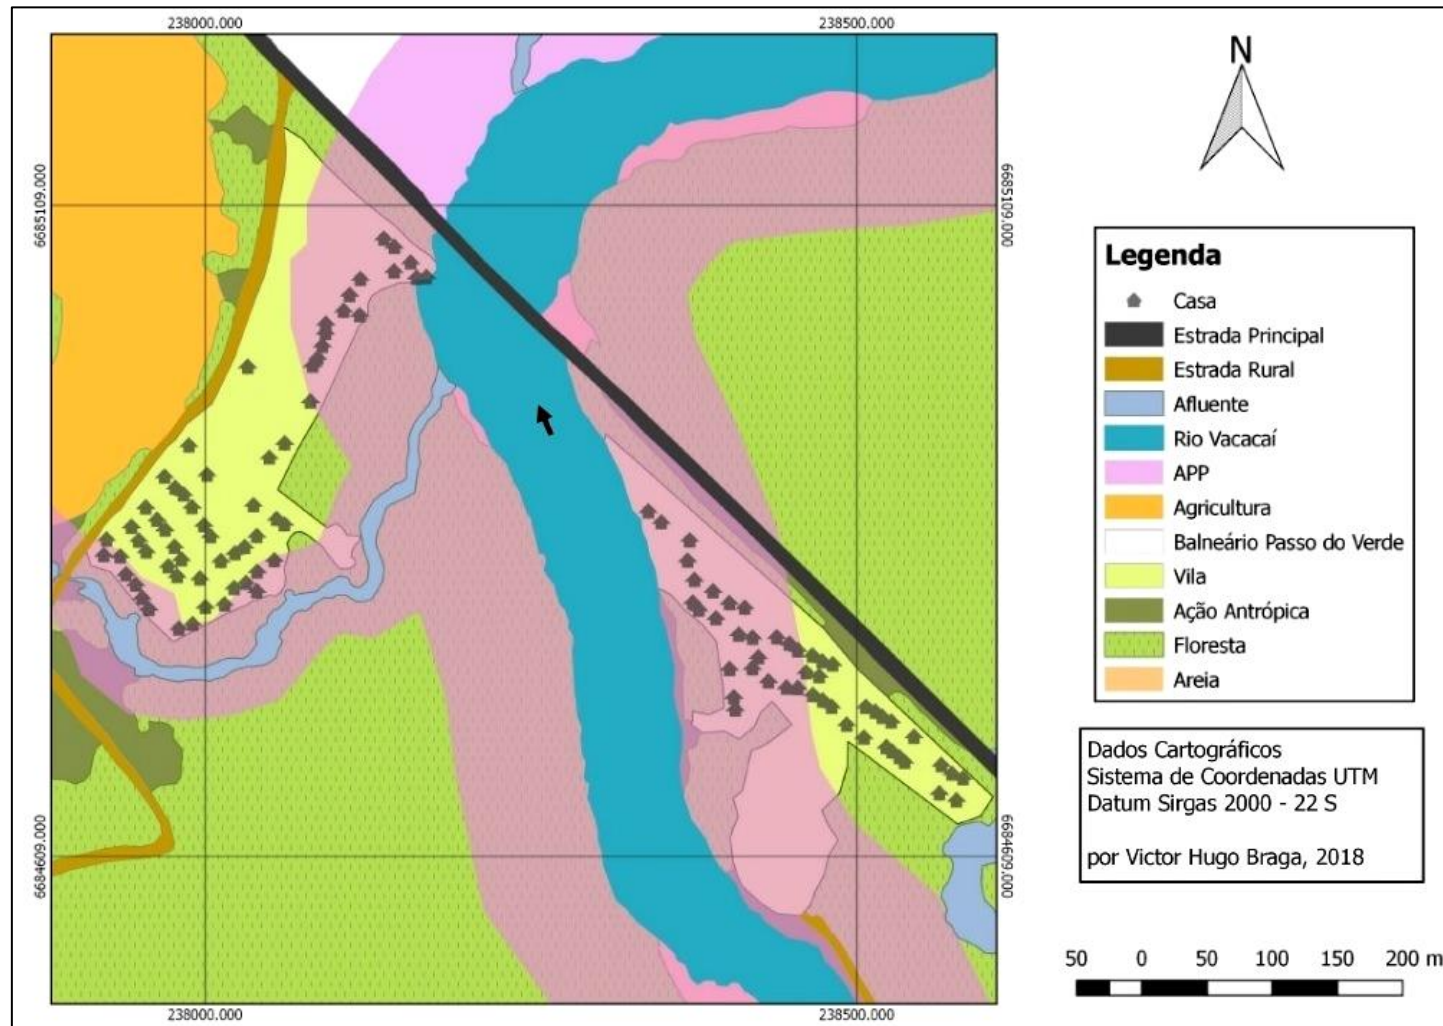 238000.000
238500.000
6685109.000
6685109.000
6684609.000
6684609.000
238000.000
238500.000
N
Legenda
Casa
Estrada Principal
Estrada Rural
Afluente
Rio Vacacaí
APP
Agricultura
Balneário Passo do Verde
Vila
Ação Antrópica
Floresta
Areia
Dados Cartográficos
Sistema de Coordenadas UTM
Datum Sirgas 2000 - 22 S
por Victor Hugo Braga, 2018
50 0 50 100 150 200 m